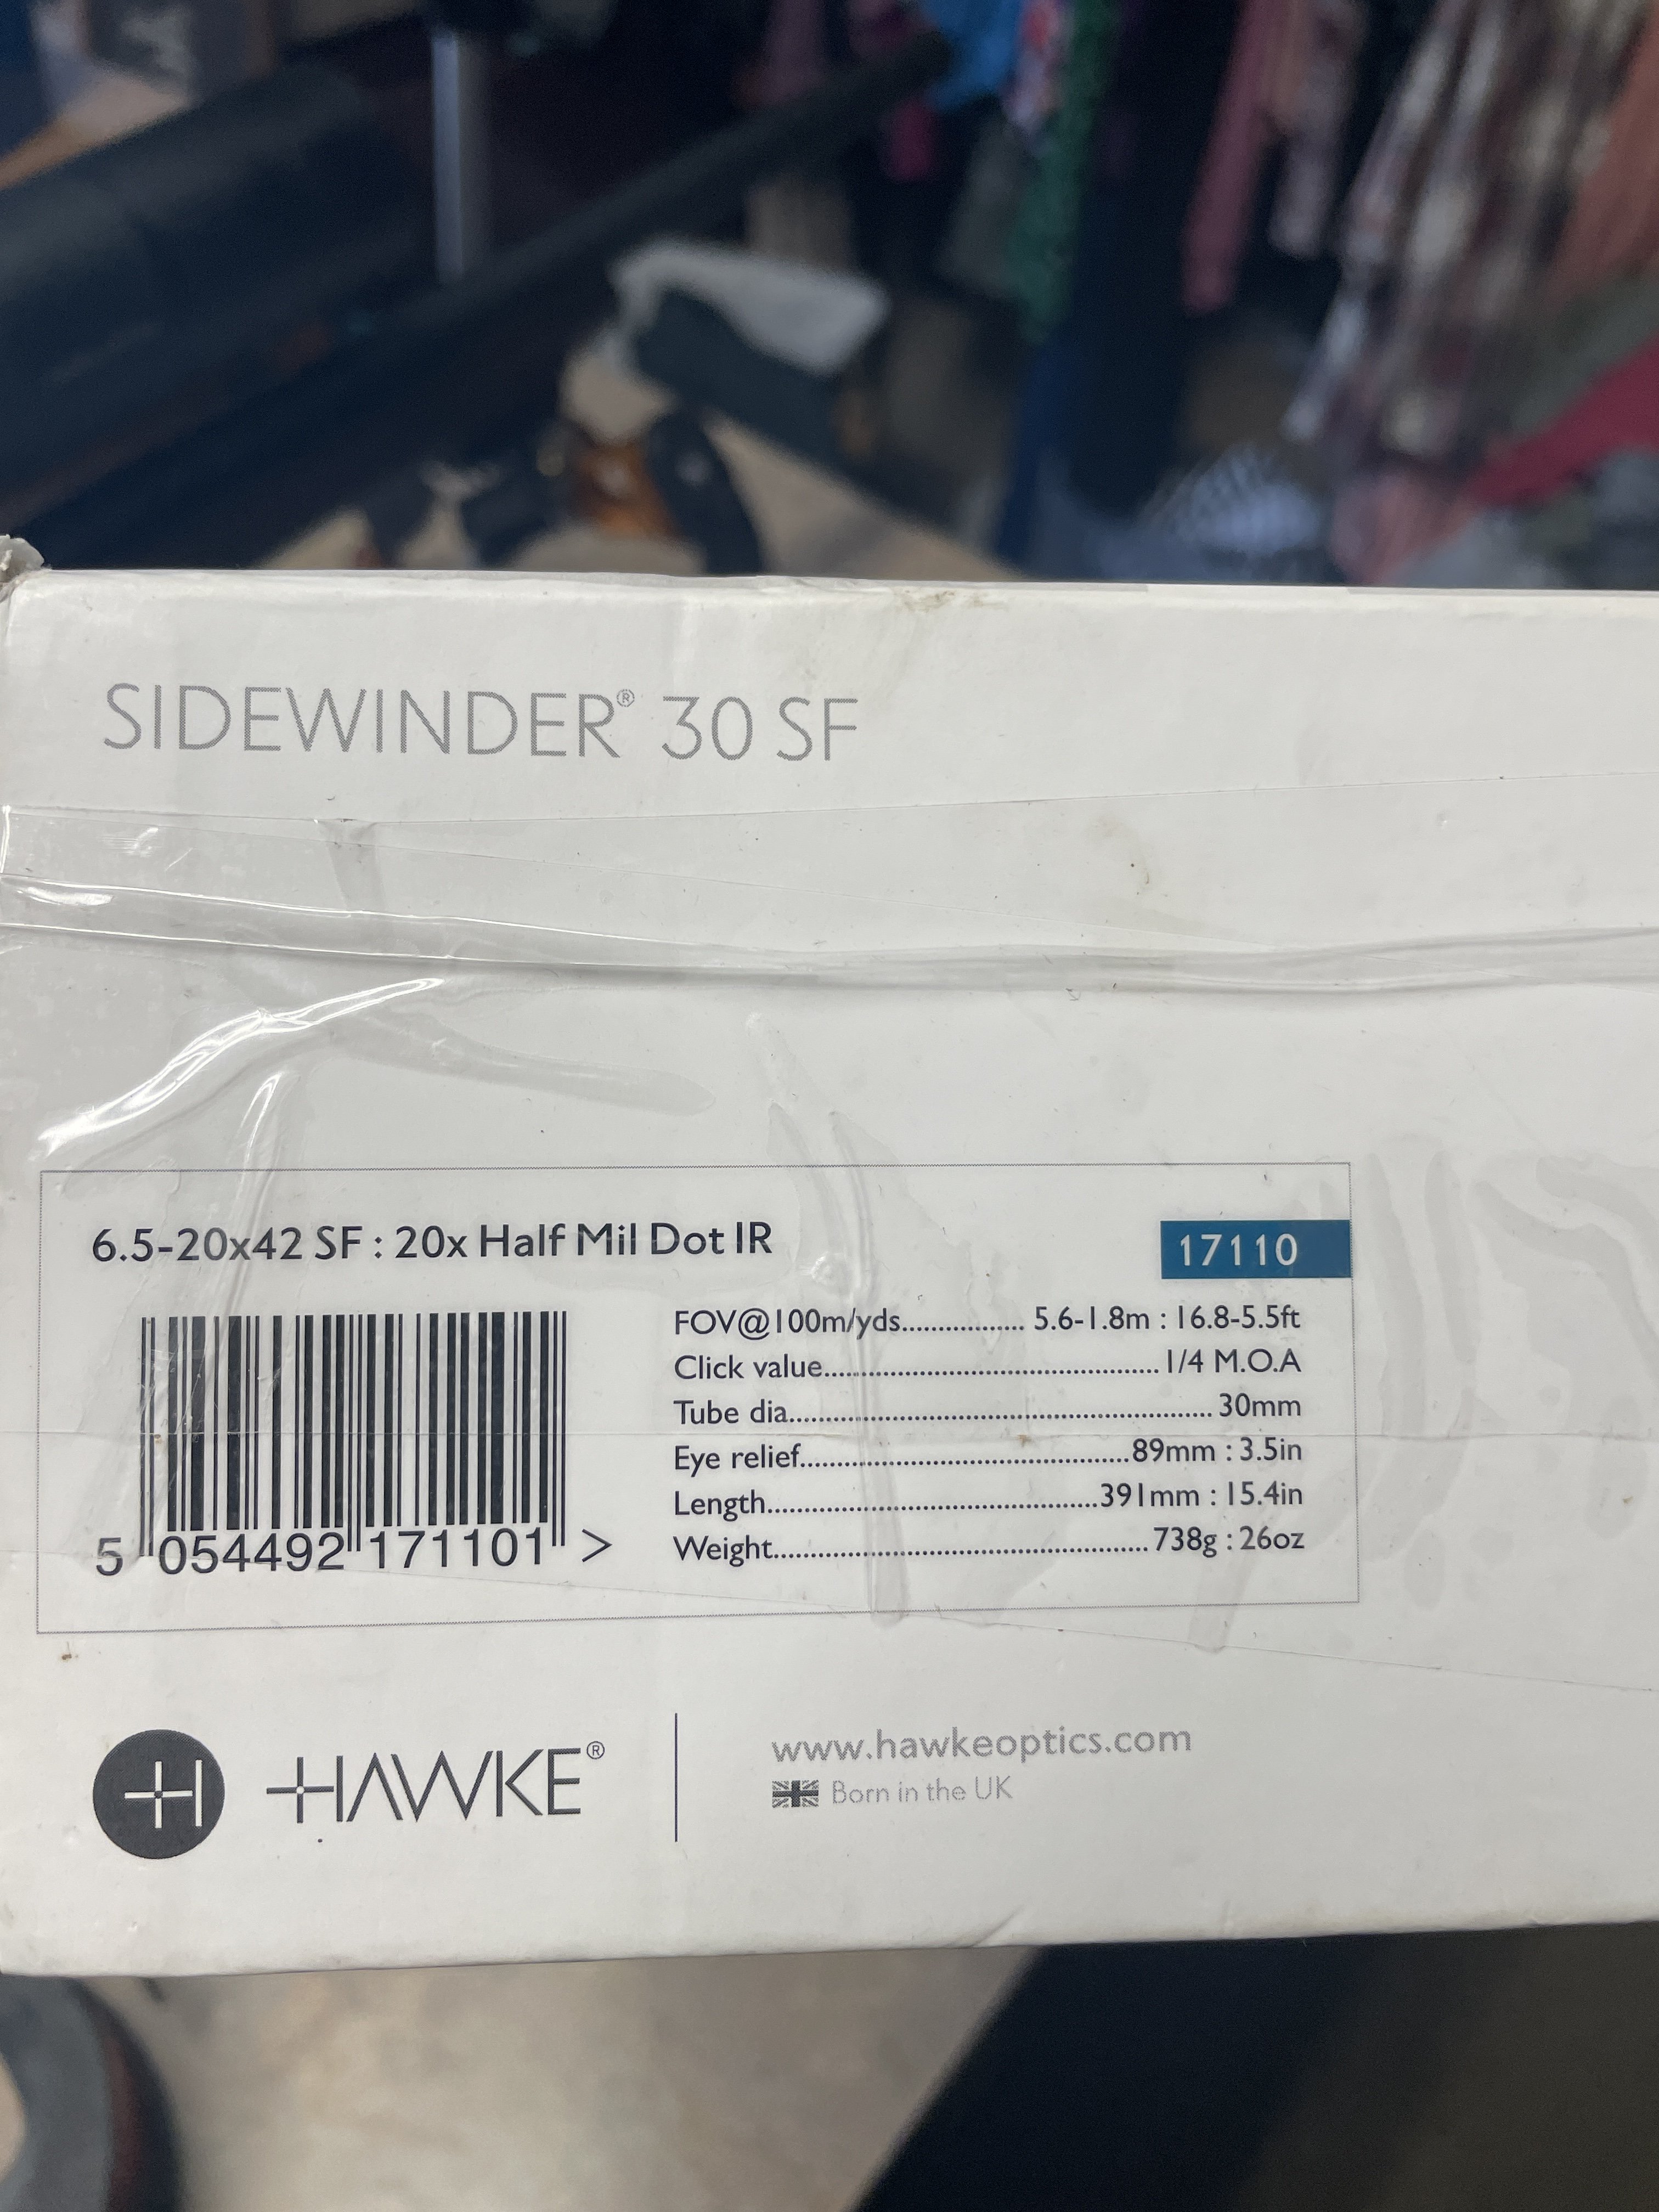 SIDEWINDER® 30 SF
6.5-20x42 SF : 20x Half Mil Dot IR
17110
FOV@100m/yds................ 5.6-1.8m : 16.8-5.5ft
Click value............................................ 1/4 M.O.A
Tube dia....................................................... 30mm
Eye relief...........................................89mm : 3.5in
Length...........................................391mm : 15.4in
Weight..................................................738g : 26oz
5 054492 171101 >
H HAWKE®
www.hawkeoptics.com
Born in the UK